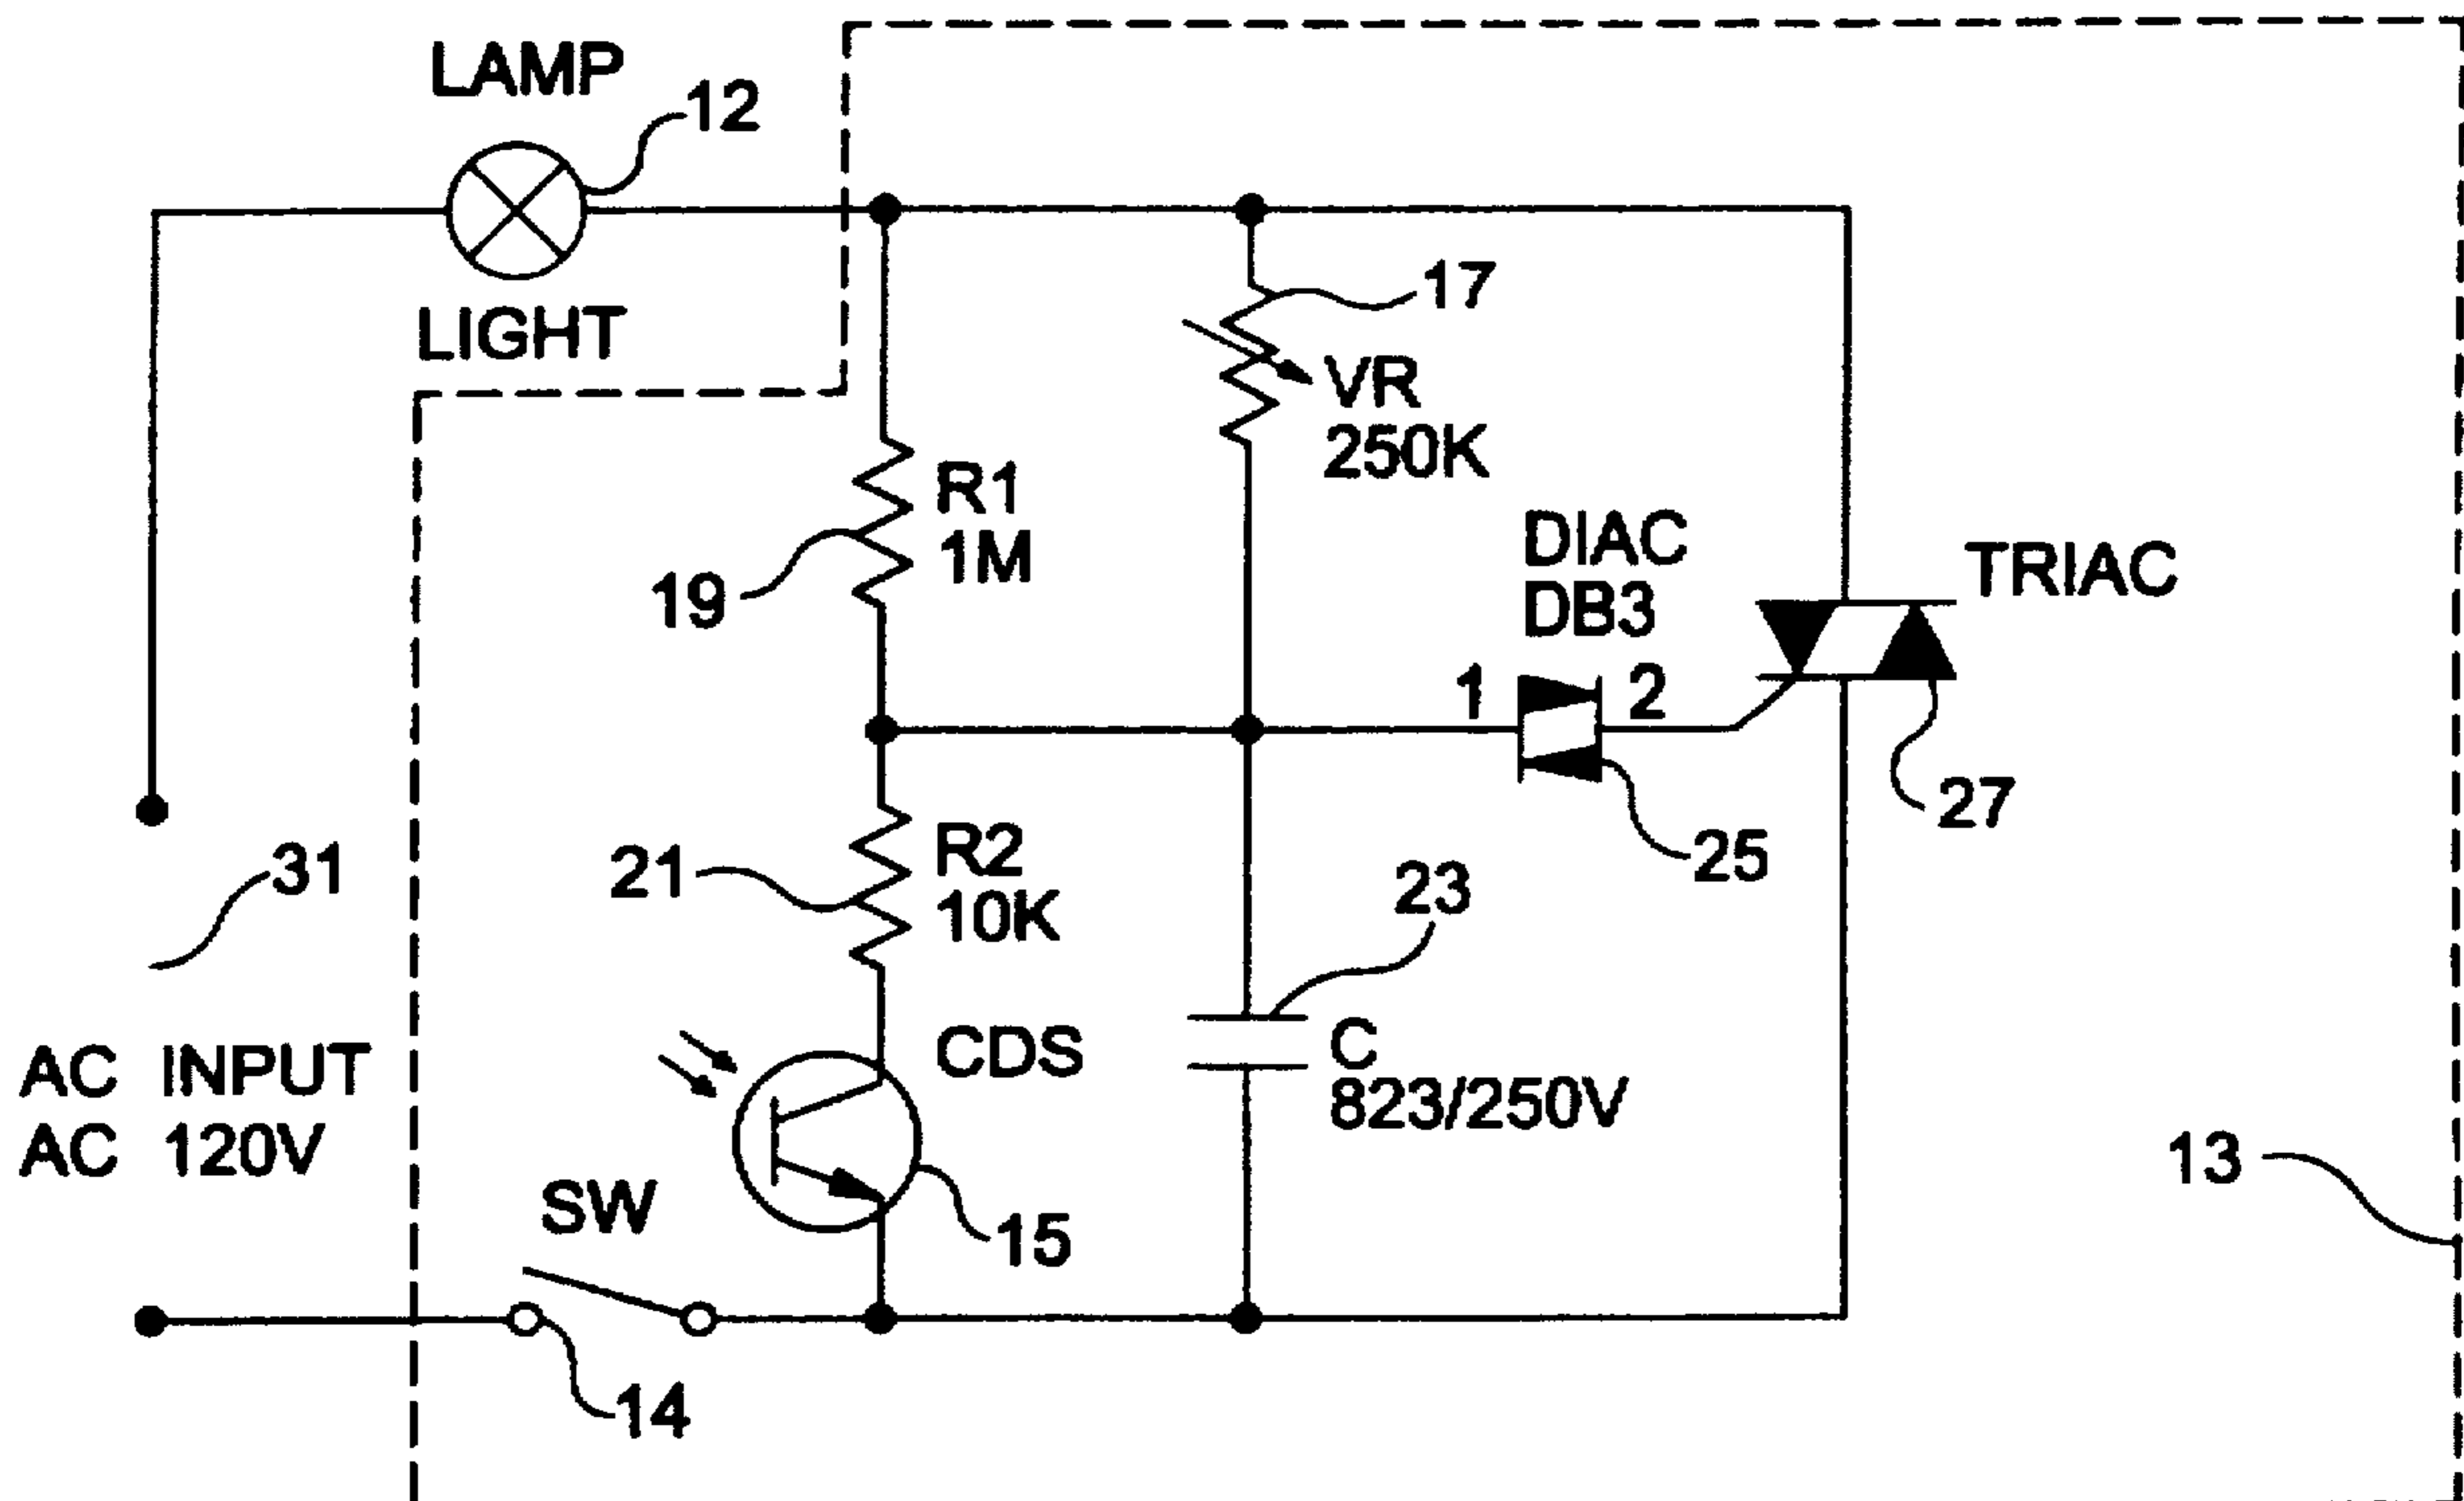 LAMP
12
LIGHT
17
VR
250K
R1
1M
19
DIAC
DB3
TRIAC
1
2
27
25
31
21
R2
10K
23
CDS
C
823/250V
AC INPUT
AC 120V
SW
15
13
14